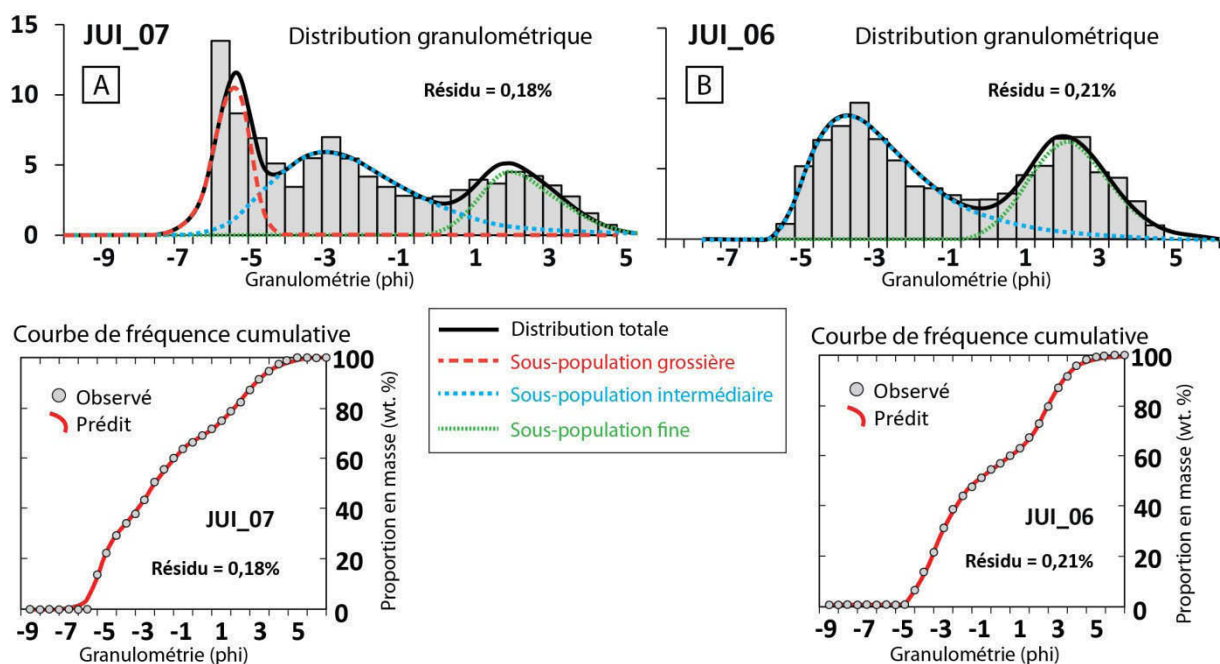 JUI_07
Distribution granulométrique
A
Résidu = 0,18%
15
10
5
0
-7 -5 -3 -1 1 3 5
Granulométrie (phi)
JUI_06
Distribution granulométrique
B
Résidu = 0,21%
-7 -5 -3 -1 1 3 5
Granulométrie (phi)
Courbe de fréquence cumulative
Observé
Prédit
JUI_07
Résidu = 0,18%
100
80
60
40
20
0
Proportion en masse (wt. %)
-9 -7 -5 -3 -1 1 3 5
Granulométrie (phi)
Distribution totale
Sous-population grossière
Sous-population intermédiaire
Sous-population fine
Courbe de fréquence cumulative
Observé
Prédit
JUI_06
Résidu = 0,21%
100
80
60
40
20
0
Proportion en masse (wt. %)
-9 -7 -5 -3 -1 1 3 5
Granulométrie (phi)